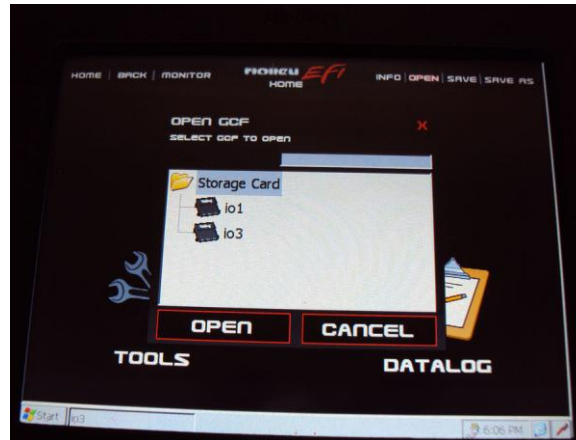 HOME | BACK | MONITOR
HOLLEY EFI
HOME
INFO | OPEN | SAVE | SAVE AS
OPEN GCF
SELECT GCF TO OPEN
X
Storage Card
io1
io3
OPEN
CANCEL
TOOLS
DATALOG
Start
io3
6:06 PM